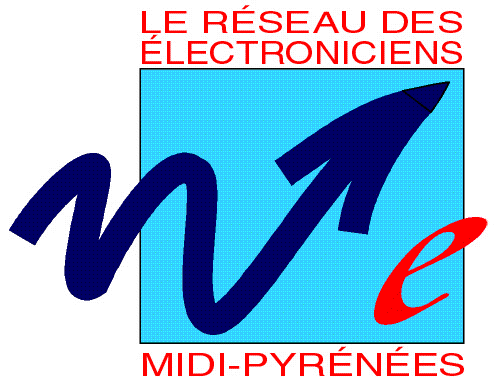 LE RÉSEAU DES
ÉLECTRONICIENS
e
MIDI-PYRÉNÉES